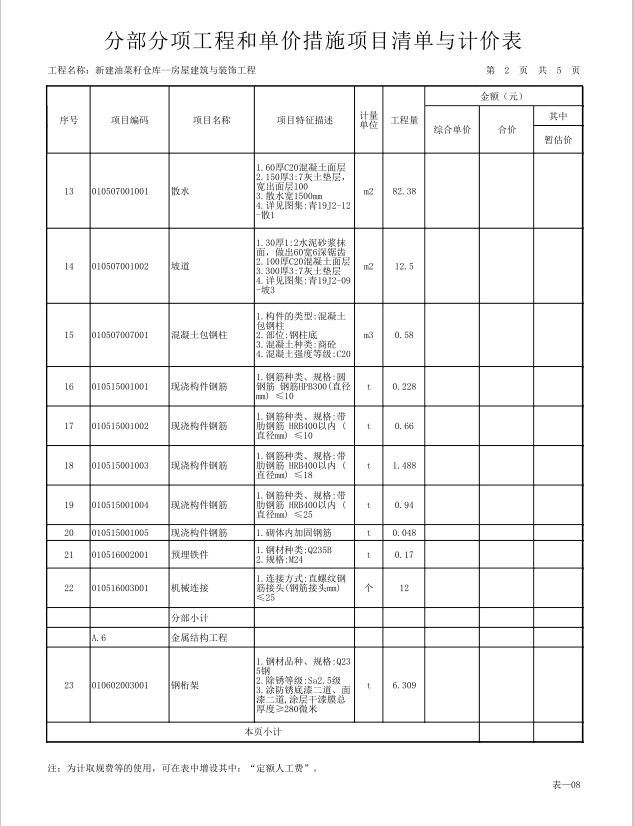 分部分项工程和单价措施项目清单与计价表
工程名称: 新建油菜籽仓库--房屋建筑与装饰工程 第 2 页 共 5 页
序号 项目编码 项目名称 项目特征描述 计量单位 工程量 金额（元）
综合单价 合价 其中
暂估价
13 010507001001 散水 1.60厚C20混凝土面层
2.150厚3:7灰土垫层,
宽出面层100
3.散水宽1500mm
4.详见图集:青19J2-12
-散1 m2 82.38
14 010507001002 坡道 1.30厚1:2水泥砂浆抹
面，做出60宽6深锯齿
2.100厚C20混凝土面层
3.300厚3:7灰土垫层
4.详见图集:青19J2-09
-坡3 m2 12.5
15 010507007001 混凝土包钢柱 1.构件的类型:混凝土
包钢柱
2.部位:钢柱底
3.混凝土种类:商砼
4.混凝土强度等级:C20 m3 0.58
16 010515001001 现浇构件钢筋 1.钢筋种类、规格:圆
钢筋 钢筋HPB300(直径
mm) ≤10 t 0.228
17 010515001002 现浇构件钢筋 1.钢筋种类、规格:带
肋钢筋 HRB400以内 (
直径mm) ≤10 t 0.66
18 010515001003 现浇构件钢筋 1.钢筋种类、规格:带
肋钢筋 HRB400以内 (
直径mm) ≤18 t 1.488
19 010515001004 现浇构件钢筋 1.钢筋种类、规格:带
肋钢筋 HRB400以内 (
直径mm) ≤25 t 0.94
20 010515001005 现浇构件钢筋 1.砌体内加固钢筋 t 0.048
21 010516002001 预埋铁件 1.钢材种类:Q235B
2.规格:M24 t 0.17
22 010516003001 机械连接 1.连接方式:直螺纹钢
筋接头(钢筋接头mm)
≤25 个 12
分部小计
A.6 金属结构工程
23 010602003001 钢桁架 1.钢材品种、规格:Q23
5钢
2.除锈等级:Sa2.5级
3.涂防锈底漆二道、面
漆二道,涂层干漆膜总
厚度≥280微米 t 6.309
本页小计
注: 为计取规费等的使用，可在表中增设其中: “定额人工费”。
表—08